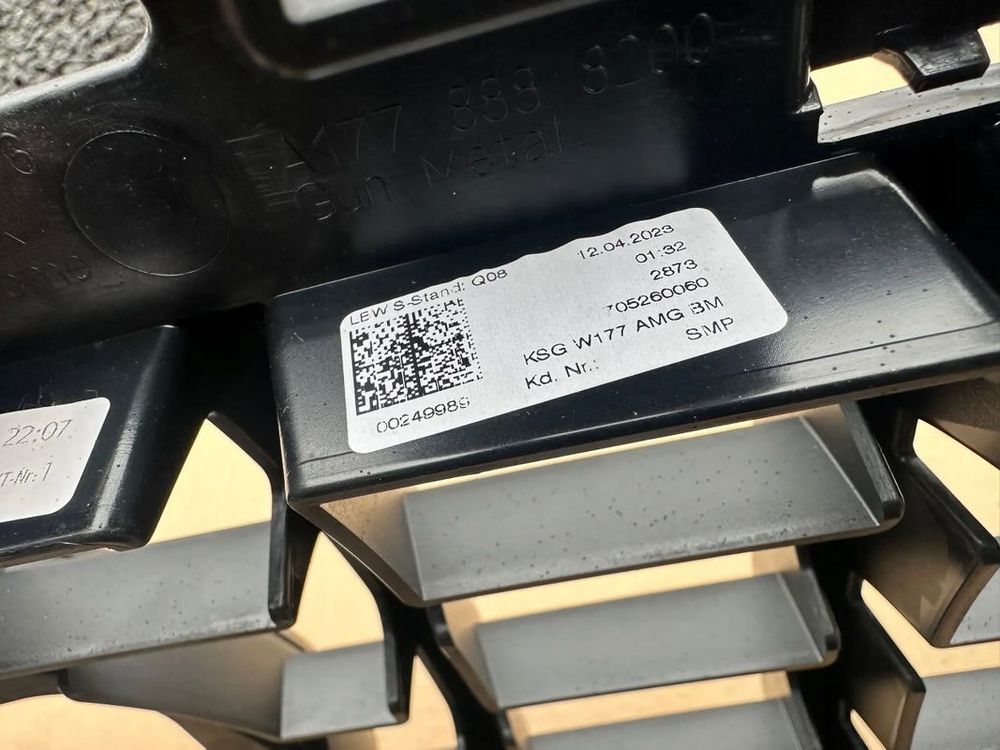 A177 888 8200
Gun Metal
LEW S-Stand: Q08
12.04.2023
01:32
2873
705260060
KSG W177 AMG BM
SMP
Kd. Nr.:
0024998
22:07